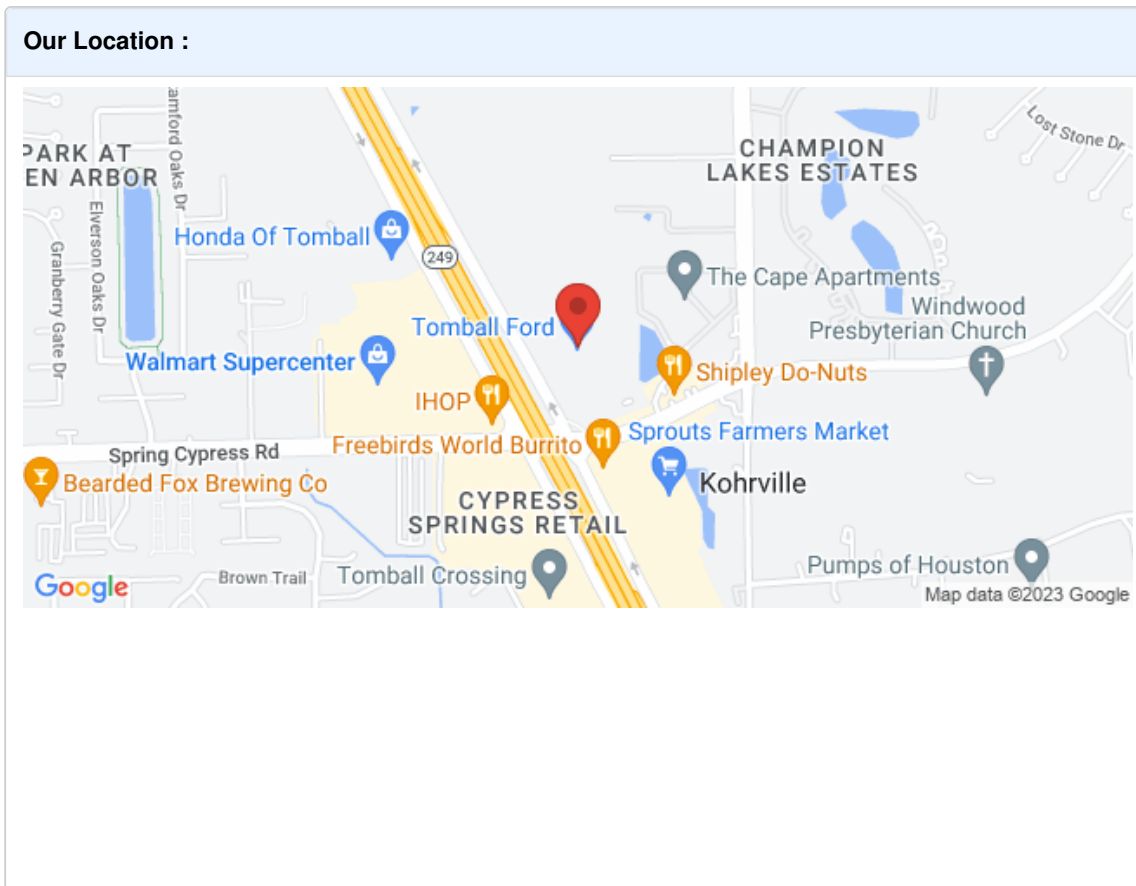 Our Location :
PARK AT
EN ARBOR
amford Oaks Dr
Elverson Oaks Dr
Granberry Gate Dr
Honda Of Tomball
249
CHAMPION
LAKES ESTATES
Lost Stone Dr
The Cape Apartments
Windwood
Presbyterian Church
Tomball Ford
Walmart Supercenter
IHOP
Shipley Do-Nuts
Freebirds World Burrito
Sprouts Farmers Market
Spring Cypress Rd
Bearded Fox Brewing Co
Kohrville
CYPRESS
SPRINGS RETAIL
Brown Trail
Tomball Crossing
Pumps of Houston
Google
Map data ©2023 Google